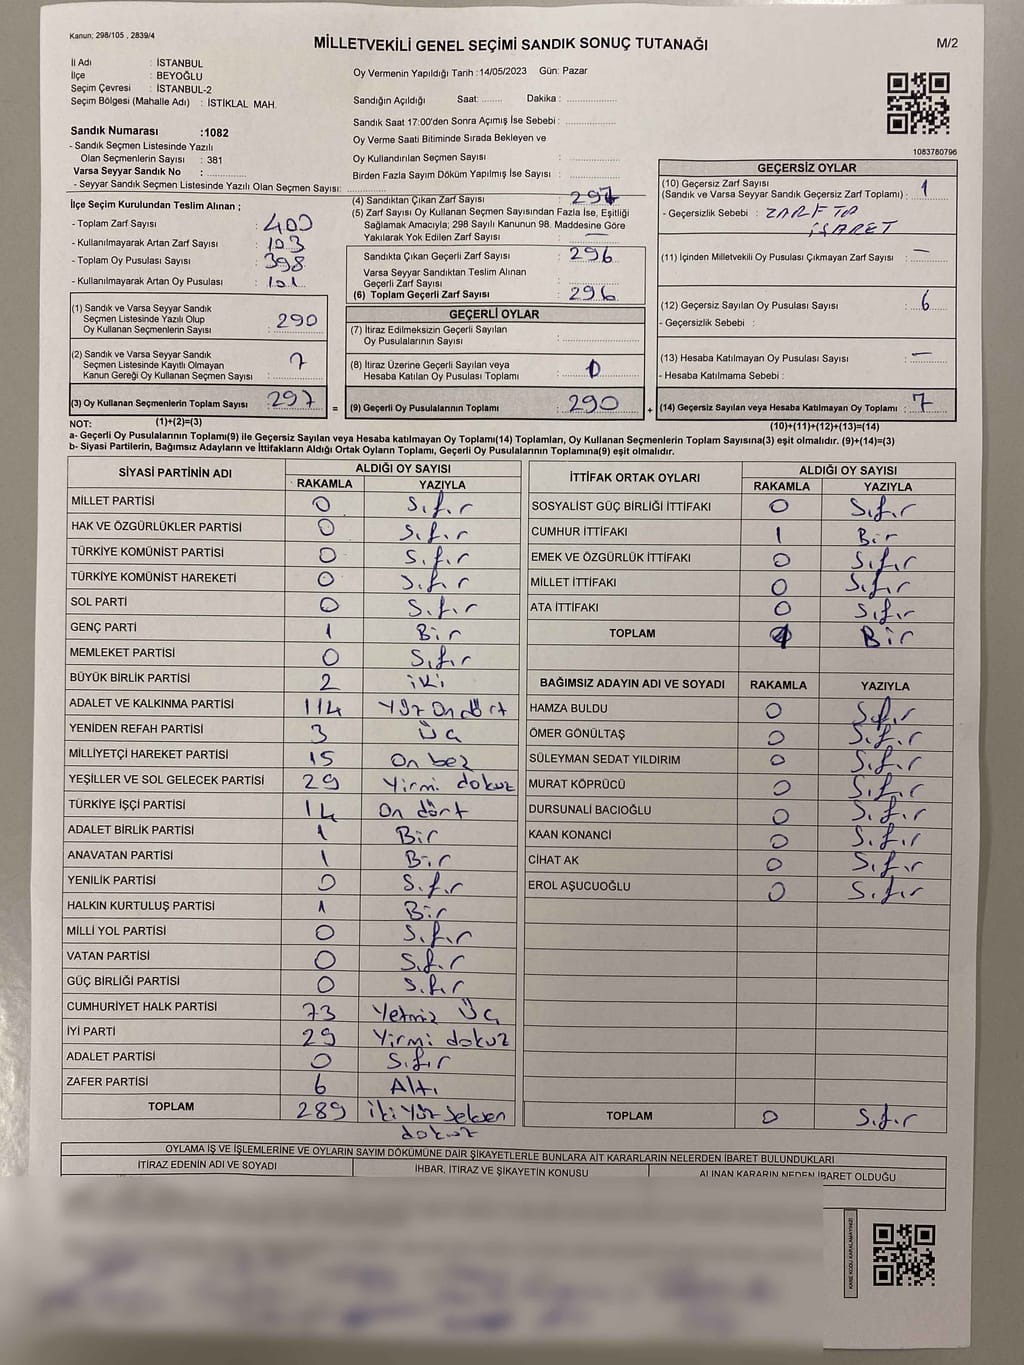 Kanun; 298/105 , 2839/4
MİLLETVEKİLİ GENEL SEÇİMİ SANDIK SONUÇ TUTANAĞI
M/2
İl Adı : İSTANBUL
İlçe : BEYOĞLU
Seçim Çevresi : İSTANBUL-2
Seçim Bölgesi (Mahalle Adı) : İSTİKLAL MAH.
Sandık Numarası :1082
- Sandık Seçmen Listesinde Yazılı
Olan Seçmenlerin Sayısı : 381
Varsa Seyyar Sandık No :
- Seyyar Sandık Seçmen Listesinde Yazılı Olan Seçmen Sayısı:
Oy Vermenin Yapıldığı Tarih :14/05/2023 Gün: Pazar
Sandığın Açıldığı Saat: ........ Dakika : ..................
Sandık Saat 17:00'den Sonra Açımış İse Sebebi : ..................
Oy Verme Saati Bitiminde Sırada Bekleyen ve
Oy Kullandırılan Seçmen Sayısı : ..................
Birden Fazla Sayım Döküm Yapılmış İse Sayısı : ..................
1083760796
İlçe Seçim Kurulundan Teslim Alınan ;
- Toplam Zarf Sayısı : 400
- Kullanılmayarak Artan Zarf Sayısı : 103
- Toplam Oy Pusulası Sayısı : 398
- Kullanılmayarak Artan Oy Pusulası : 101
(1) Sandık ve Varsa Seyyar Sandık
Seçmen Listesinde Yazılı Olup
Oy Kullanan Seçmenlerin Sayısı : 290
(2) Sandık ve Varsa Seyyar Sandık
Seçmen Listesinde Kayıtlı Olmayan
Kanun Gereği Oy Kullanan Seçmen Sayısı : 7
(3) Oy Kullanan Seçmenlerin Toplam Sayısı : 297
(1)+(2)=(3)
(4) Sandıktan Çıkan Zarf Sayısı : 297
(5) Zarf Sayısı Oy Kullanan Seçmen Sayısından Fazla İse, Eşitliği
Sağlamak Amacıyla; 298 Sayılı Kanunun 98. Maddesine Göre
Yakılarak Yok Edilen Zarf Sayısı : —
Sandıkta Çıkan Geçerli Zarf Sayısı : 296
Varsa Seyyar Sandıktan Teslim Alınan
Geçerli Zarf Sayısı :
(6) Toplam Geçerli Zarf Sayısı : 296
GEÇERLİ OYLAR
(7) İtiraz Edilmeksizin Geçerli Sayılan
Oy Pusulalarının Sayısı :
(8) İtiraz Üzerine Geçerli Sayılan veya
Hesaba Katılan Oy Pusulası Toplamı : 0
= (9) Geçerli Oy Pusulalarının Toplamı : 290 +
GEÇERSİZ OYLAR
(10) Geçersiz Zarf Sayısı
(Sandık ve Varsa Seyyar Sandık Geçersiz Zarf Toplamı) : 1
- Geçersizlik Sebebi : ZARFTA
İŞARET
(11) İçinden Milletvekili Oy Pusulası Çıkmayan Zarf Sayısı : —
(12) Geçersiz Sayılan Oy Pusulası Sayısı : 6
- Geçersizlik Sebebi :
(13) Hesaba Katılmayan Oy Pusulası Sayısı : —
- Hesaba Katılmama Sebebi :
(14) Geçersiz Sayılan veya Hesaba Katılmayan Oy Toplamı : 7
(10)+(11)+(12)+(13)=(14)
NOT:
a- Geçerli Oy Pusulalarının Toplamı(9) ile Geçersiz Sayılan veya Hesaba katılmayan Oy Toplamı(14) Toplamları, Oy Kullanan Seçmenlerin Toplam Sayısına(3) eşit olmalıdır. (9)+(14)=(3)
b- Siyasi Partilerin, Bağımsız Adayların ve İttifakların Aldığı Ortak Oyların Toplamı, Geçerli Oy Pusulalarının Toplamına(9) eşit olmalıdır.
SİYASİ PARTİNİN ADI ALDIĞI OY SAYISI
RAKAMLA YAZIYLA
MİLLET PARTİSİ 0 Sıfır
HAK VE ÖZGÜRLÜKLER PARTİSİ 0 Sıfır
TÜRKİYE KOMÜNİST PARTİSİ 0 Sıfır
TÜRKİYE KOMÜNİST HAREKETİ 0 Sıfır
SOL PARTİ 0 Sıfır
GENÇ PARTİ 1 Bir
MEMLEKET PARTİSİ 0 Sıfır
BÜYÜK BİRLİK PARTİSİ 2 iki
ADALET VE KALKINMA PARTİSİ 114 Yüz On dört
YENİDEN REFAH PARTİSİ 3 Üç
MİLLİYETÇİ HAREKET PARTİSİ 15 On beş
YEŞİLLER VE SOL GELECEK PARTİSİ 29 Yirmi dokuz
TÜRKİYE İŞÇİ PARTİSİ 14 On dört
ADALET BİRLİK PARTİSİ 1 Bir
ANAVATAN PARTİSİ 1 Bir
YENİLİK PARTİSİ 0 Sıfır
HALKIN KURTULUŞ PARTİSİ 1 Bir
MİLLİ YOL PARTİSİ 0 Sıfır
VATAN PARTİSİ 0 Sıfır
GÜÇ BİRLİĞİ PARTİSİ 0 Sıfır
CUMHURİYET HALK PARTİSİ 73 Yetmiş Üç
İYİ PARTİ 29 Yirmi dokuz
ADALET PARTİSİ 0 Sıfır
ZAFER PARTİSİ 6 Altı
TOPLAM 289 iki Yüz Seksen
dokuz
İTTİFAK ORTAK OYLARI ALDIĞI OY SAYISI
RAKAMLA YAZIYLA
SOSYALİST GÜÇ BİRLİĞİ İTTİFAKI 0 Sıfır
CUMHUR İTTİFAKI 1 Bir
EMEK VE ÖZGÜRLÜK İTTİFAKI 0 Sıfır
MİLLET İTTİFAKI 0 Sıfır
ATA İTTİFAKI 0 Sıfır
TOPLAM 1 Bir
BAĞIMSIZ ADAYIN ADI VE SOYADI RAKAMLA YAZIYLA
HAMZA BULDU 0 Sıfır
ÖMER GÖNÜLTAŞ 0 Sıfır
SÜLEYMAN SEDAT YILDIRIM 0 Sıfır
MURAT KÖPRÜCÜ 0 Sıfır
DURSUNALİ BACIOĞLU 0 Sıfır
KAAN KONANCİ 0 Sıfır
CİHAT AK 0 Sıfır
EROL AŞUCUOĞLU 0 Sıfır
TOPLAM 0 Sıfır
OYLAMA İŞ VE İŞLEMLERİNE VE OYLARIN SAYIM DÖKÜMÜNE DAİR ŞİKAYETLERLE BUNLARA AİT KARARLARIN NELERDEN İBARET BULUNDUKLARI
İTİRAZ EDENİN ADI VE SOYADI İHBAR, İTİRAZ VE ŞİKAYETİN KONUSU ALINAN KARARIN NEDEN İBARET OLDUĞU
KARE KODU KARALAMAYINIZ!